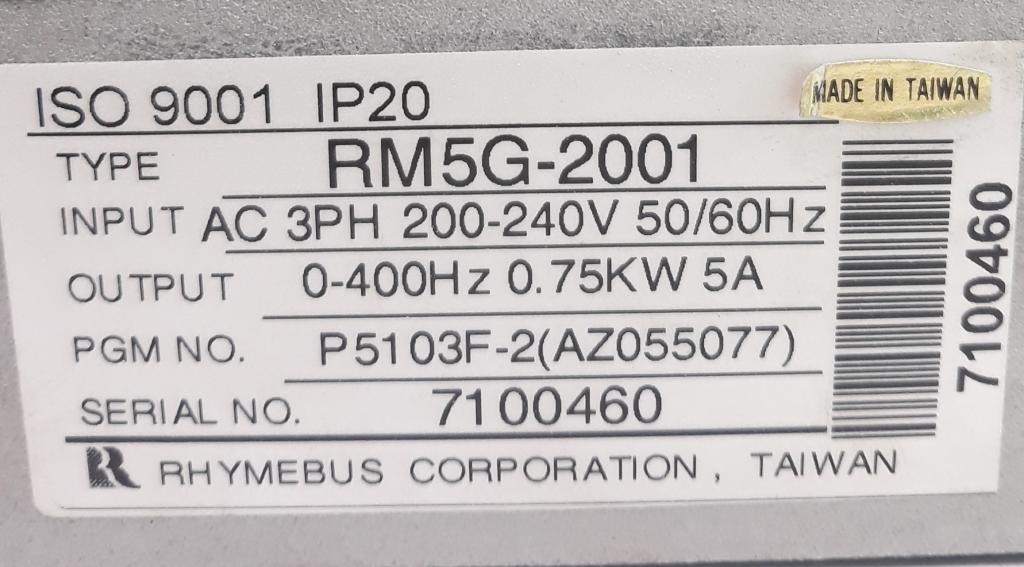 ISO 9001 IP20
MADE IN TAIWAN
TYPE RM5G-2001
INPUT AC 3PH 200-240V 50/60Hz
OUTPUT 0-400Hz 0.75KW 5A
PGM NO. P5103F-2(AZ055077)
SERIAL NO. 7100460
7100460
RHYMEBUS CORPORATION, TAIWAN